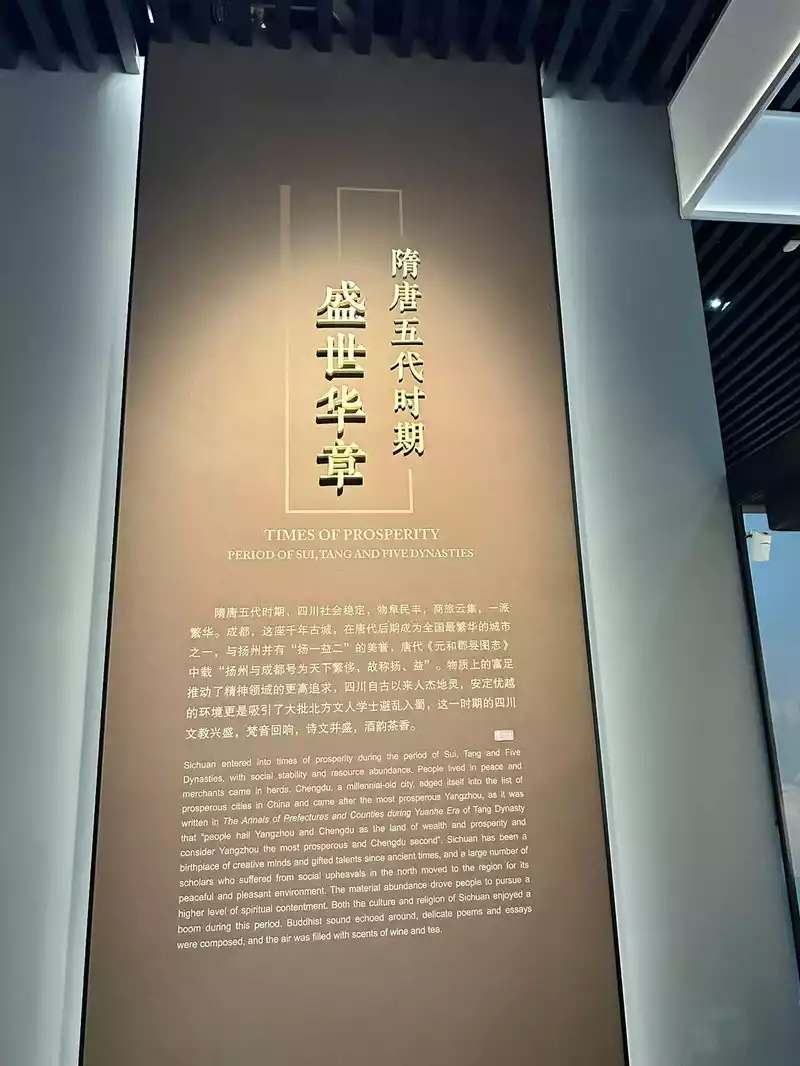 隋唐五代时期
盛世华章
TIMES OF PROSPERITY
PERIOD OF SUI, TANG AND FIVE DYNASTIES
隋唐五代时期，四川社会稳定，物阜民丰，商旅云集，一派
繁华。成都，这座千年古城，在唐代后期成为全国最繁华的城市
之一，与扬州并有“扬一益二”的美誉，唐代《元和郡县图志》
中载“扬州与成都号为天下繁侈，故称扬、益”。物质上的富足
推动了精神领域的更高追求，四川自古以来人杰地灵，安定优越
的环境更是吸引了大批北方文人学士避乱入蜀，这一时期的四川
文教兴盛，梵音回响，诗文并盛，酒韵茶香。
Sichuan entered into times of prosperity during the period of Sui, Tang and Five
Dynasties, with social stability and resource abundance. People lived in peace and
merchants came in herds. Chengdu, a millennial-old city, edged itself into the list of
prosperous cities in China and came after the most prosperous Yangzhou, as it was
written in The Annals of Prefectures and Counties during Yuanhe Era of Tang Dynasty
that "people hail Yangzhou and Chengdu as the land of wealth and prosperity and
consider Yangzhou the most prosperous and Chengdu second". Sichuan has been a
birthplace of creative minds and gifted talents since ancient times, and a large number of
scholars who suffered from social upheavals in the north moved to the region for its
peaceful and pleasant environment. The material abundance drove people to pursue a
higher level of spiritual contentment. Both the culture and religion of Sichuan enjoyed a
boom during this period. Buddhist sound echoed around, delicate poems and essays
were composed, and the air was filled with scents of wine and tea.